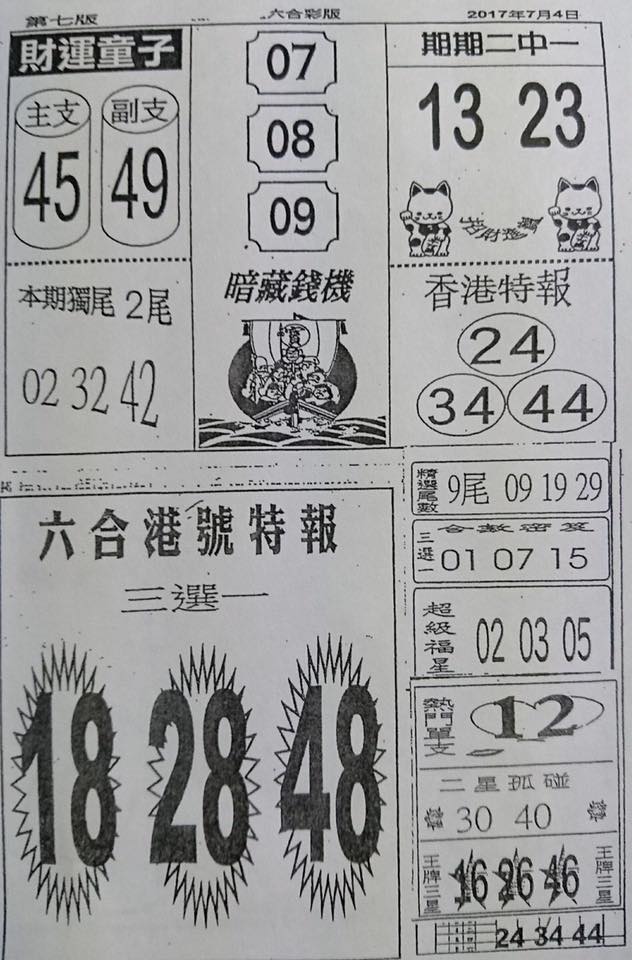 第七版
六合彩版
2017年7月4日
財運童子
主支
副支
45
49
07
08
09
期期二中一
13 23
本期獨尾 2尾
02 32 42
暗藏錢機
寶
香港特報
24
34 44
六合港號特報
三選一
18 28 48
精選尾數
9尾 09 19 29
合數密笈
三選一
01 07 15
超級福星
02 03 05
熱門單支
12
二星孤碰
30 40
王牌三星
16 26 46
王牌三星
24 34 44